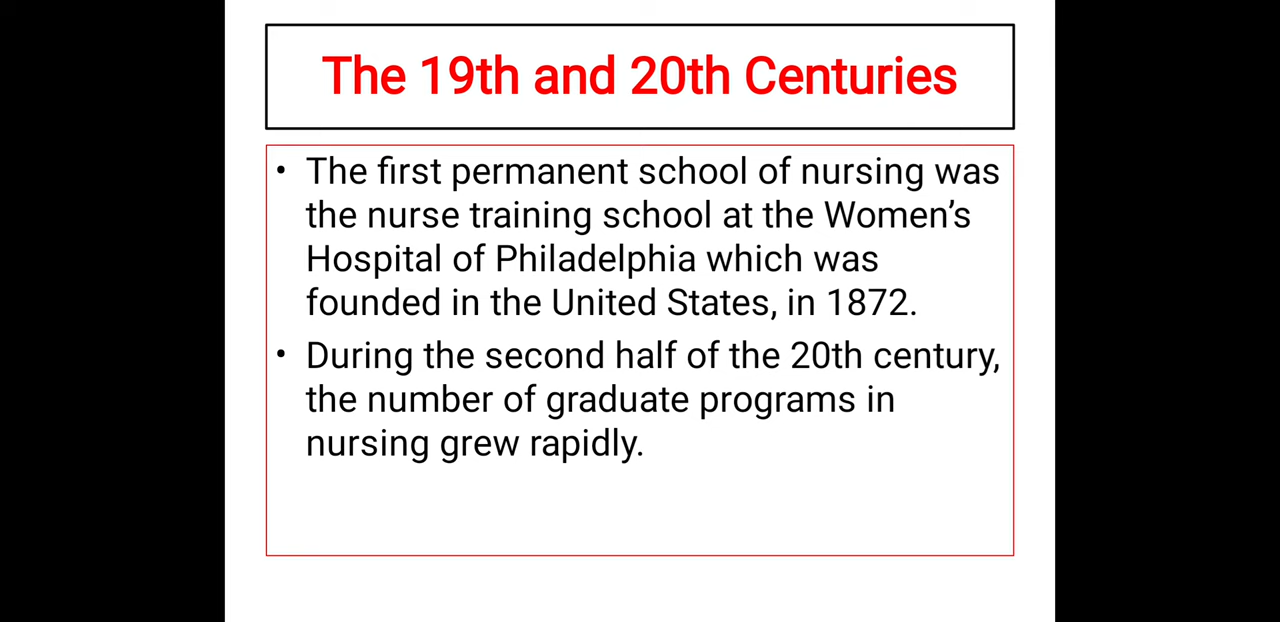 The 19th and 20th Centuries
• The first permanent school of nursing was
the nurse training school at the Women’s
Hospital of Philadelphia which was
founded in the United States, in 1872.
• During the second half of the 20th century,
the number of graduate programs in
nursing grew rapidly.